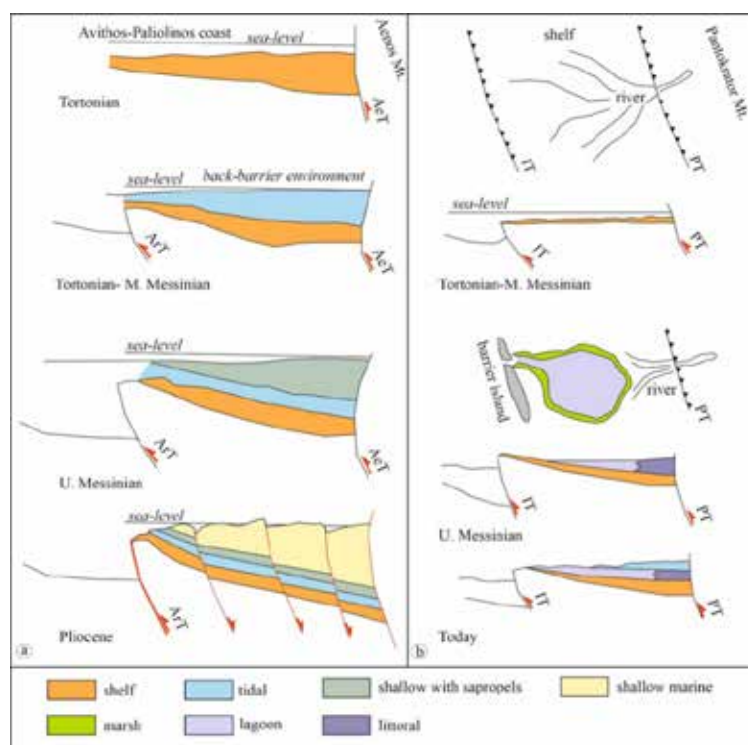 Avithos-Paliolinos coast
sea-level
Aenos Mt.
Tortonian
AeT
sea-level
back-barrier environment
ArT
AeT
Tortonian- M. Messinian
sea-level
ArT
AeT
U. Messinian
sea-level
ArT
Pliocene
a
shelf
river
Pantokrator Mt.
IT
PT
sea-level
IT
PT
Tortonian-M. Messinian
barrier island
river
PT
IT
PT
U. Messinian
IT
PT
Today
b
shelf
tidal
shallow with sapropels
shallow marine
marsh
lagoon
littoral